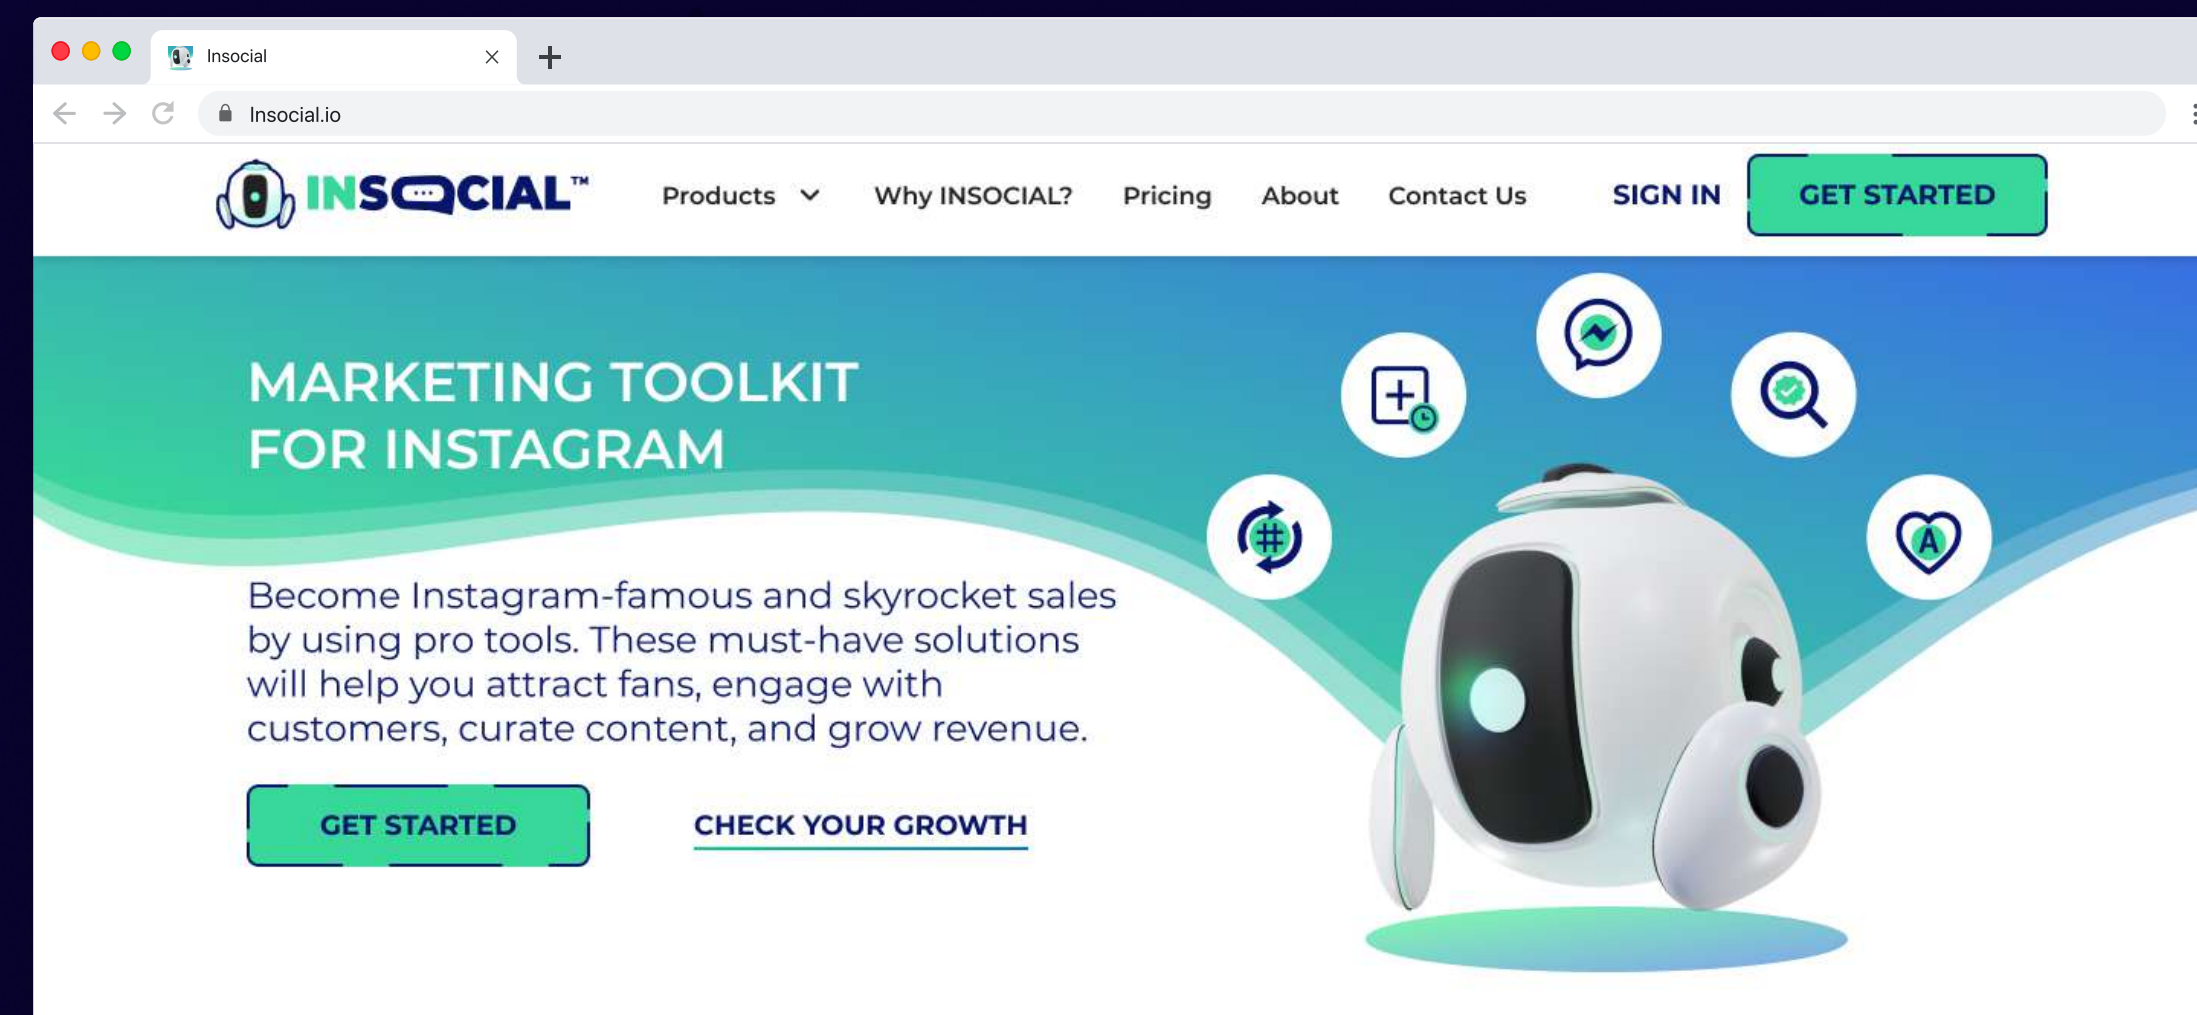 Insocial
Insocial.io
INSOCIAL™
Products
Why INSOCIAL?
Pricing
About
Contact Us
SIGN IN
GET STARTED
MARKETING TOOLKIT
FOR INSTAGRAM
Become Instagram-famous and skyrocket sales
by using pro tools. These must-have solutions
will help you attract fans, engage with
customers, curate content, and grow revenue.
GET STARTED
CHECK YOUR GROWTH
#
A